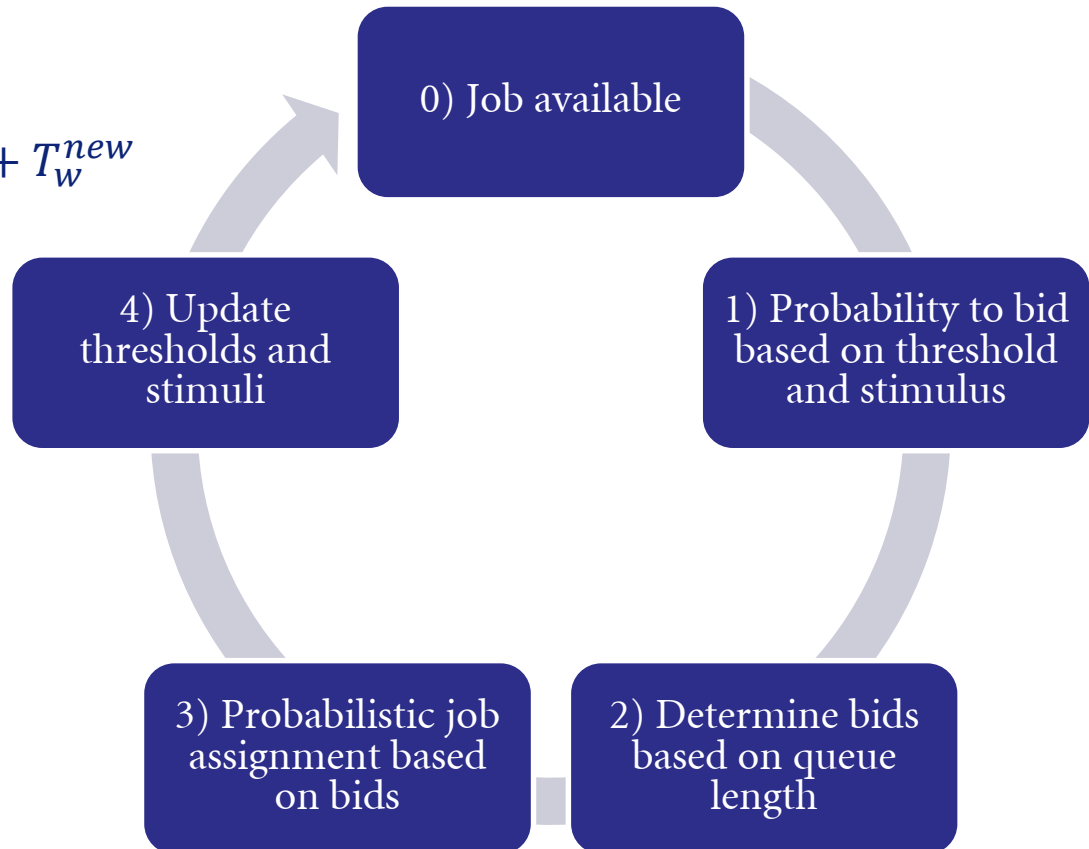 0) Job available
+ T_w^{new}
1) Probability to bid
based on threshold
and stimulus
2) Determine bids
based on queue
length
3) Probabilistic job
assignment based
on bids
4) Update
thresholds and
stimuli